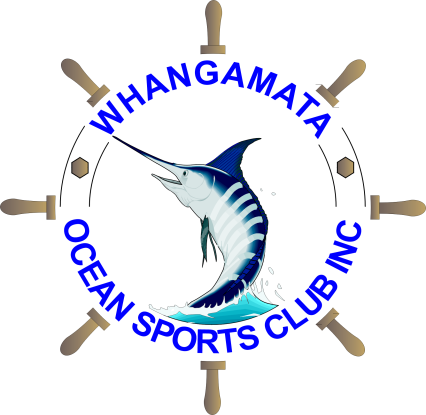 WHANGAMATA
OCEAN SPORTS CLUB INC